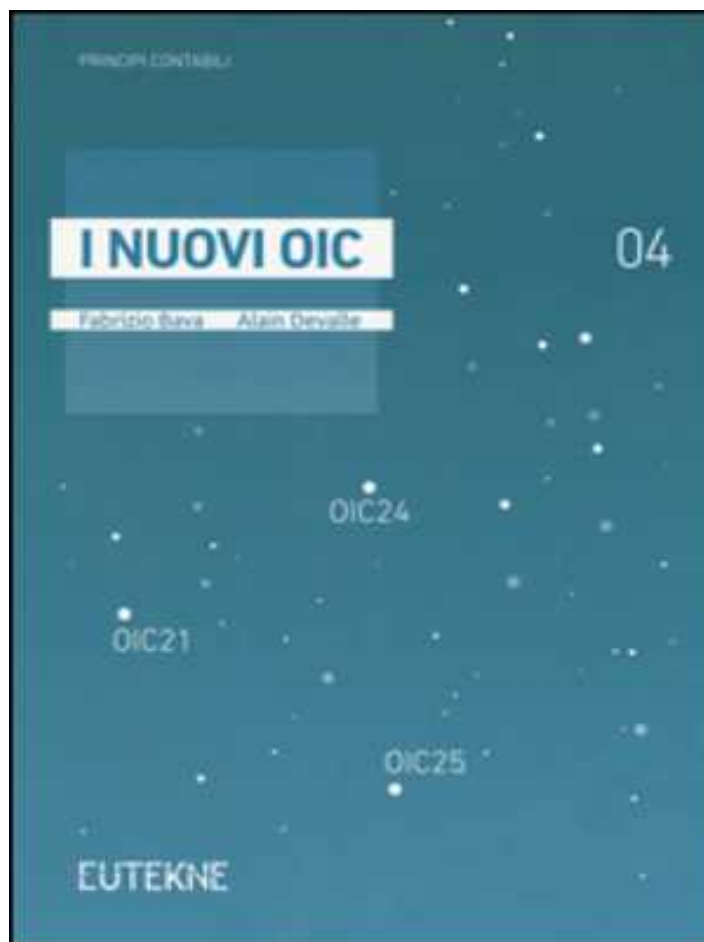 PRINCIPI CONTABILI
I NUOVI OIC
04
Fabrizio Bava Alain Devalle
OIC24
OIC21
OIC25
EUTEKNE